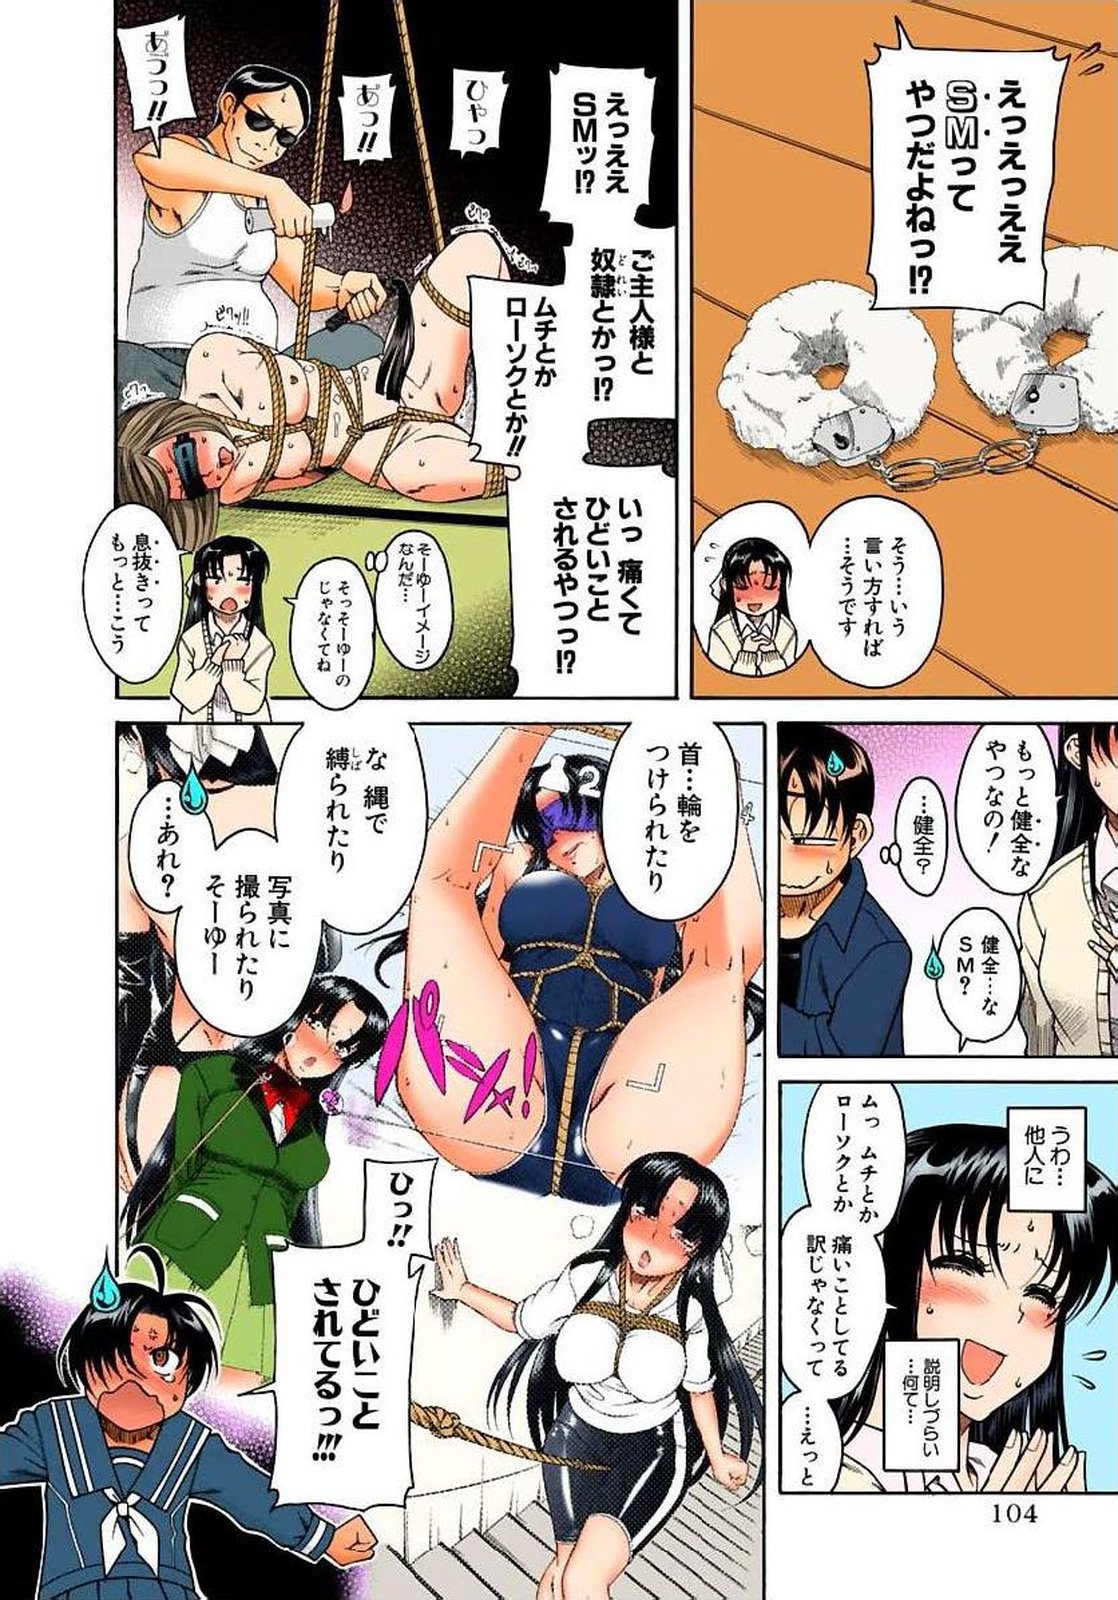 えっえっええ
SMって
やつだよねっ!?
そう…いう
言い方すれば
…そうです
えっええ
SMッ!?
ご主人様と
奴隷とかっ!?
どれい
ムチとか
ローソクとか!!
いっ 痛くて
ひどいこと
されるやつっ!?
ひゃっ
あ゛っ!!
あ゛づっ!!
ビクッ!!
そーゆーイメージ
なんだ…
そっそーゆーの
じゃなくてね
息抜きって
もっと…こう
もっと健全な
やつなの!
…健全?
健全…な
SM?
うわ…
他人に
ムっ ムチとか
ローソクとか
痛いことしてる
訳じゃなくって
説明しづらい
…何て…
…えっと
首…輪を
つけられたり
な 縄で
縛られたり
しば
写真に
撮られたり
そーゆー
…あれ?
パシャ!
ひっ!!
ひどいこと
されてるっ!!!
104